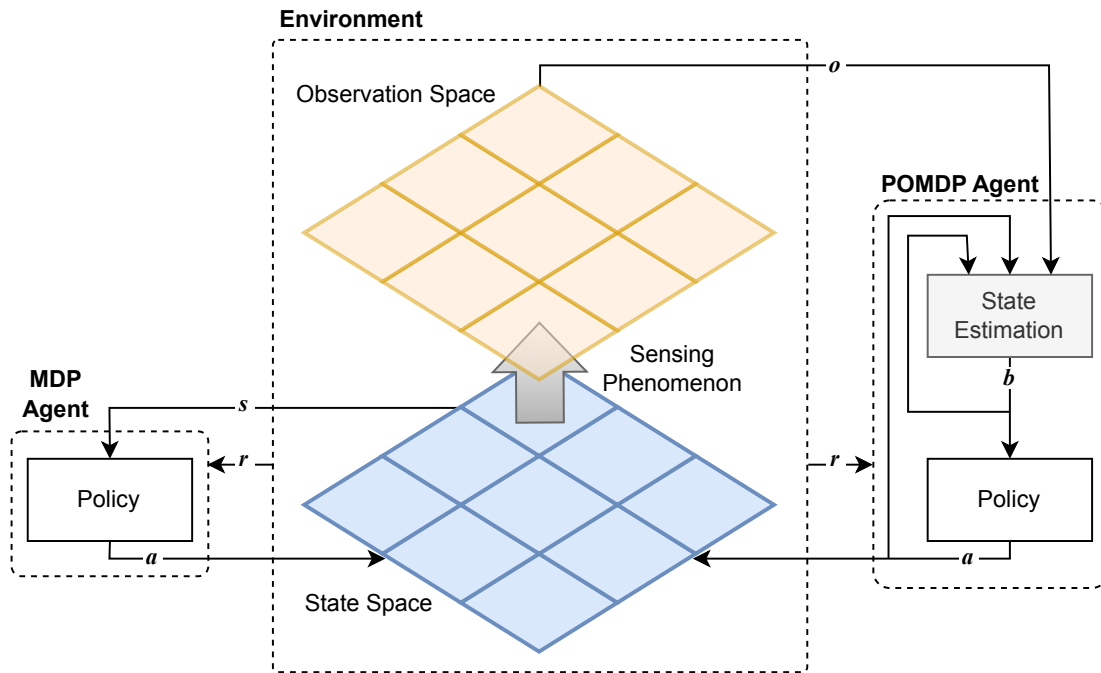 Environment
o
Observation Space
POMDP Agent
State
Estimation
Sensing
Phenomenon
MDP
Agent
b
s
r
r
Policy
Policy
a
a
State Space